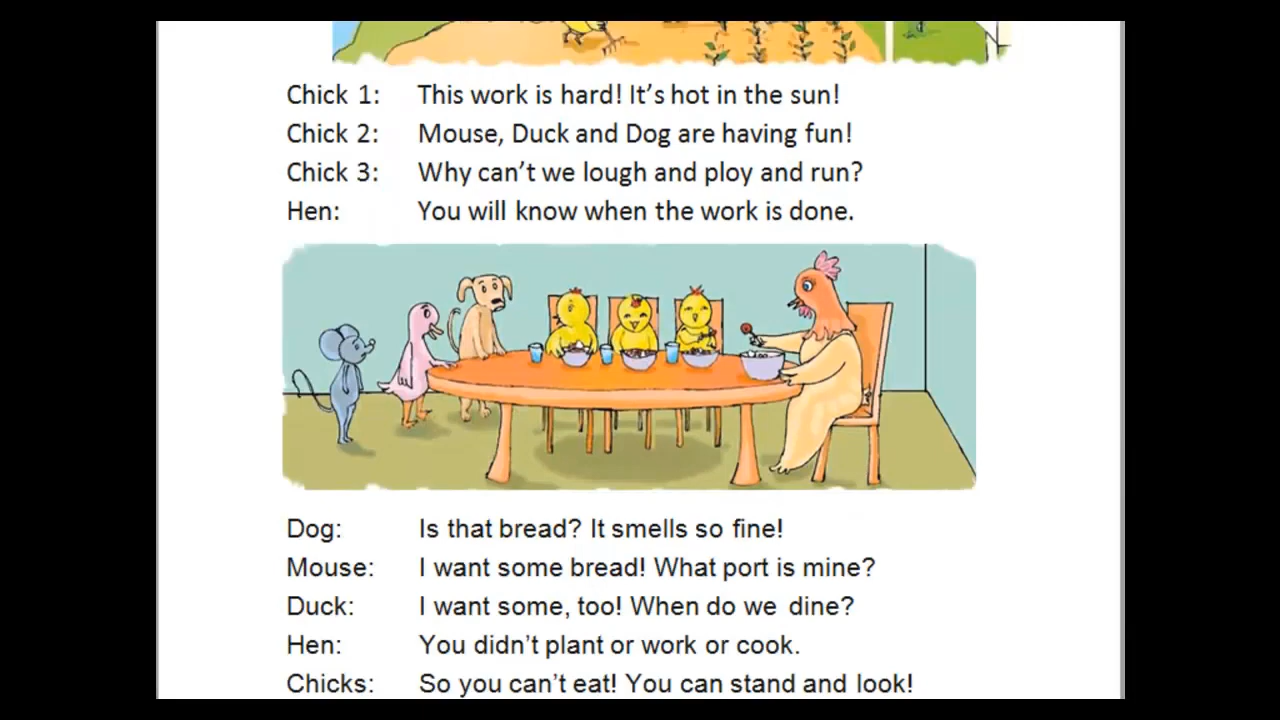 Chick 1: This work is hard! It's hot in the sun!
Chick 2: Mouse, Duck and Dog are having fun!
Chick 3: Why can't we lough and ploy and run?
Hen: You will know when the work is done.
Dog: Is that bread? It smells so fine!
Mouse: I want some bread! What port is mine?
Duck: I want some, too! When do we dine?
Hen: You didn't plant or work or cook.
Chicks: So you can't eat! You can stand and look!